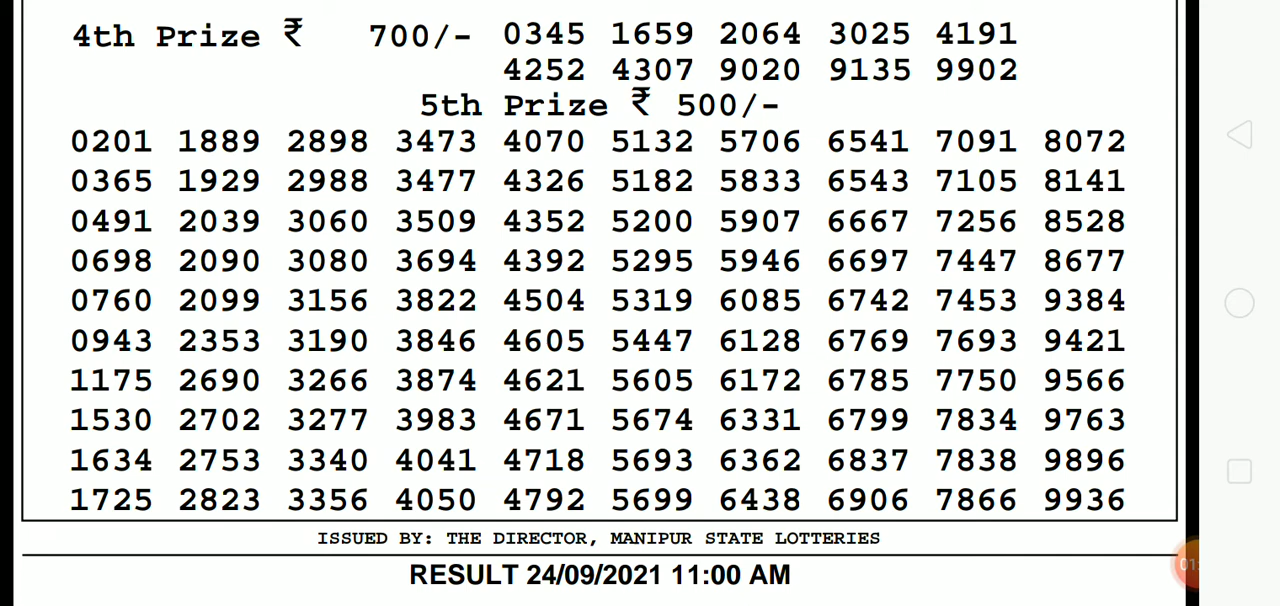 4th Prize ₹ 700/- 0345 1659 2064 3025 4191
4252 4307 9020 9135 9902
5th Prize ₹ 500/-
0201 1889 2898 3473 4070 5132 5706 6541 7091 8072
0365 1929 2988 3477 4326 5182 5833 6543 7105 8141
0491 2039 3060 3509 4352 5200 5907 6667 7256 8528
0698 2090 3080 3694 4392 5295 5946 6697 7447 8677
0760 2099 3156 3822 4504 5319 6085 6742 7453 9384
0943 2353 3190 3846 4605 5447 6128 6769 7693 9421
1175 2690 3266 3874 4621 5605 6172 6785 7750 9566
1530 2702 3277 3983 4671 5674 6331 6799 7834 9763
1634 2753 3340 4041 4718 5693 6362 6837 7838 9896
1725 2823 3356 4050 4792 5699 6438 6906 7866 9936
ISSUED BY: THE DIRECTOR, MANIPUR STATE LOTTERIES
RESULT 24/09/2021 11:00 AM